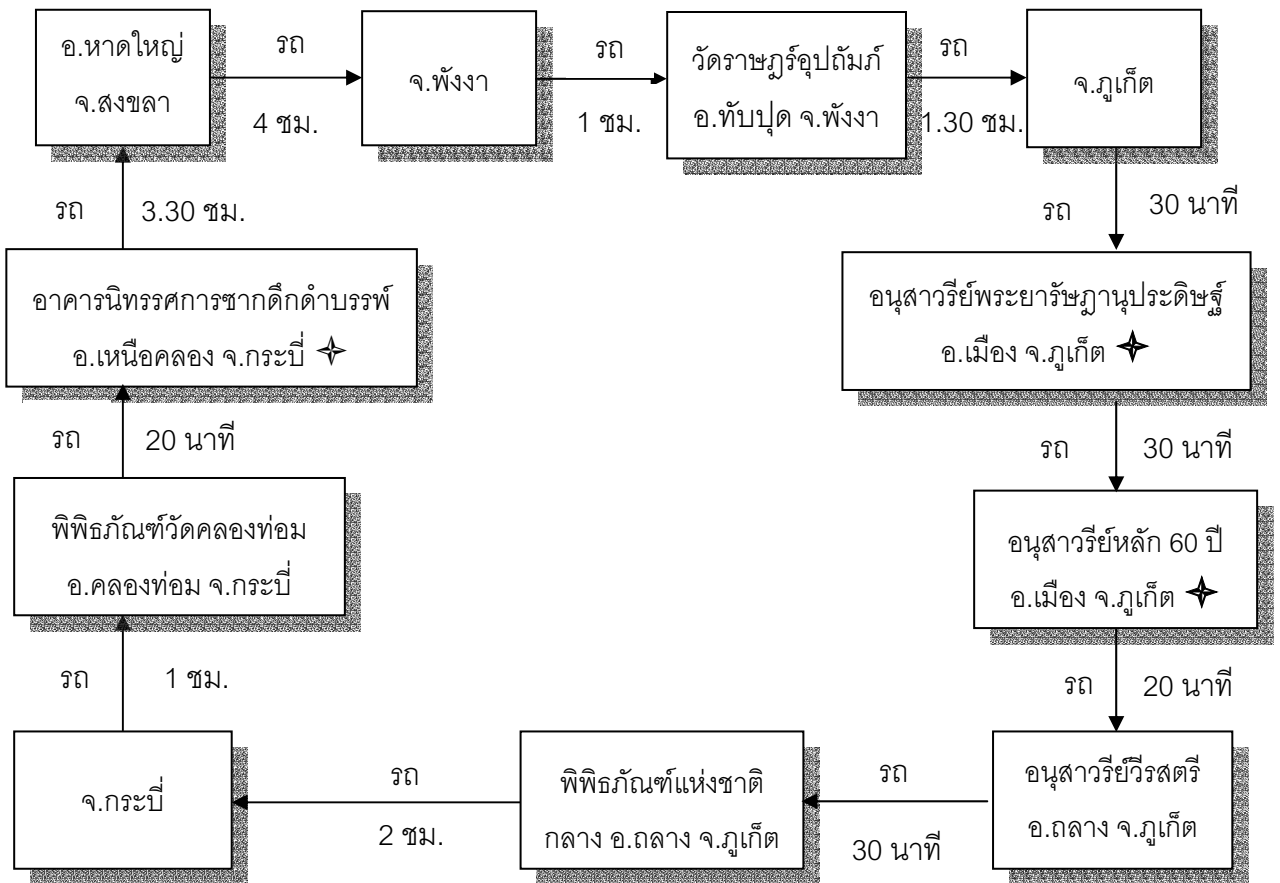 อ.หาดใหญ่
จ.สงขลา
รถ
4 ชม.
จ.พังงา
รถ
1 ชม.
วัดราษฎร์อุปถัมภ์
อ.ทับปุด จ.พังงา
รถ
1.30 ชม.
จ.ภูเก็ต
รถ
30 นาที
อนุสาวรีย์พระยารัษฎานุประดิษฐ์
อ.เมือง จ.ภูเก็ต
รถ
30 นาที
อนุสาวรีย์หลัก 60 ปี
อ.เมือง จ.ภูเก็ต
รถ
20 นาที
อนุสาวรีย์วีรสตรี
อ.ถลาง จ.ภูเก็ต
รถ
30 นาที
พิพิธภัณฑ์แห่งชาติ
กลาง อ.ถลาง จ.ภูเก็ต
รถ
2 ชม.
จ.กระบี่
รถ
1 ชม.
พิพิธภัณฑ์วัดคลองท่อม
อ.คลองท่อม จ.กระบี่
รถ
20 นาที
อาคารนิทรรศการซากดึกดำบรรพ์
อ.เหนือคลอง จ.กระบี่
รถ
3.30 ชม.